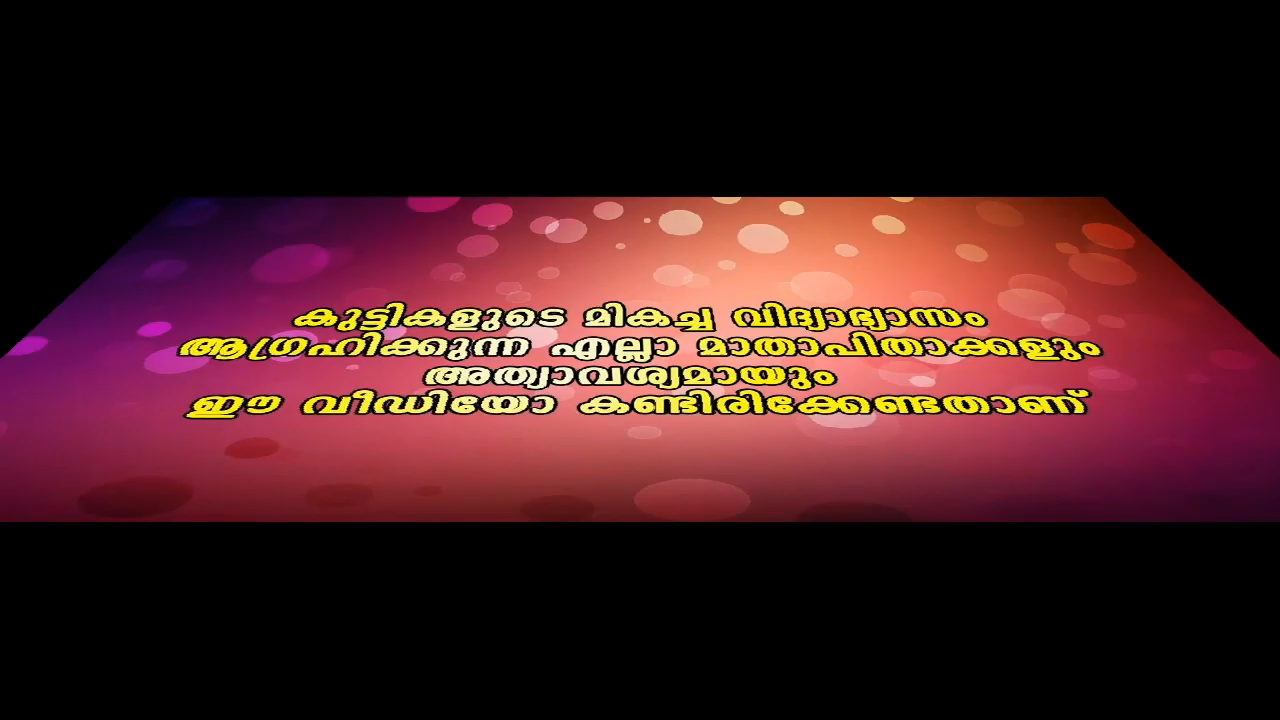 കുട്ടികളുടെ മികച്ച വിദ്യാഭ്യാസം
ആഗ്രഹിക്കുന്ന എല്ലാ മാതാപിതാക്കളും
അത്യാവശ്യമായും
ഈ വീഡിയോ കണ്ടിരിക്കേണ്ടതാണ്